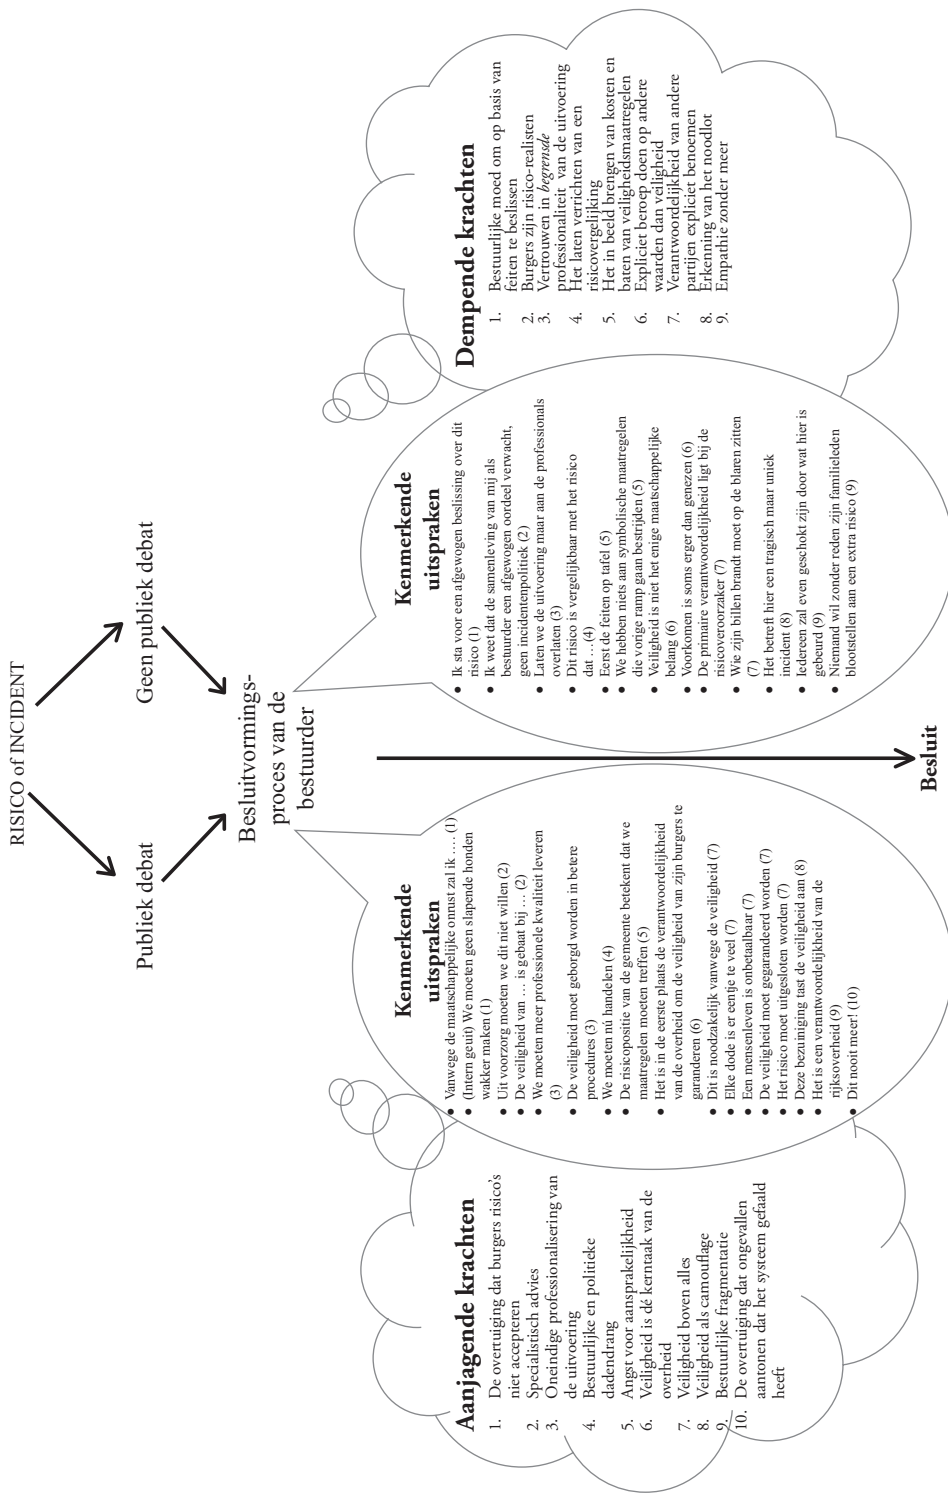 RISICO of INCIDENT
Publiek debat
Geen publiek debat
Besluitvormings-
proces van de
bestuurder
Aanjagende krachten
1. De overtuiging dat burgers risico's
niet accepteren
2. Specialistisch advies
3. Oneindige professionalisering van
de uitvoering
4. Bestuurlijke en politieke
dadendrang
5. Angst voor aansprakelijkheid
6. Veiligheid is dé kerntaak van de
overheid
7. Veiligheid boven alles
8. Veiligheid als camouflage
9. Bestuurlijke fragmentatie
10. De overtuiging dat ongevallen
aantonen dat het systeem gefaald
heeft
Kenmerkende
uitspraken
• Vanwege de maatschappelijke onrust zal ik …. (1)
• (Intern geuit) We moeten geen slapende honden
wakker maken (1)
• Uit voorzorg moeten we dit niet willen (2)
• De veiligheid van … is gebaat bij … (2)
• We moeten meer professionele kwaliteit leveren
(3)
• De veiligheid moet geborgd worden in betere
procedures (3)
• We moeten nú handelen (4)
• De risicopositie van de gemeente betekent dat we
maatregelen moeten treffen (5)
• Het is in de eerste plaats de verantwoordelijkheid
van de overheid om de veiligheid van zijn burgers te
garanderen (6)
• Dit is noodzakelijk vanwege de veiligheid (7)
• Elke dode is er eentje te veel (7)
• Een mensenleven is onbetaalbaar (7)
• De veiligheid moet gegarandeerd worden (7)
• Het risico moet uitgesloten worden (7)
• Deze bezuiniging tast de veiligheid aan (8)
• Het is een verantwoordelijkheid van de
rijksoverheid (9)
• Dit nooit meer! (10)
Kenmerkende
uitspraken
• Ik sta voor een afgewogen beslissing over dit
risico (1)
• Ik weet dat de samenleving van mij als
bestuurder een afgewogen oordeel verwacht,
geen incidentenpolitiek (2)
• Laten we de uitvoering maar aan de professionals
overlaten (3)
• Dit risico is vergelijkbaar met het risico
dat …(4)
• Eerst de feiten op tafel (5)
• We hebben niets aan symbolische maatregelen
die vorige ramp gaan bestrijden (5)
• Veiligheid is niet het enige maatschappelijke
belang (6)
• Voorkomen is soms erger dan genezen (6)
• De primaire verantwoordelijkheid ligt bij de
risicoveroorzaker (7)
• Wie zijn billen brandt moet op de blaren zitten
(7)
• Het betreft hier een tragisch maar uniek
incident (8)
• Iedereen zal even geschokt zijn door wat hier is
gebeurd (9)
• Niemand wil zonder reden zijn familieleden
blootstellen aan een extra risico (9)
Dempende krachten
1. Bestuurlijke moed om op basis van
feiten te beslissen
2. Burgers zijn risico-realisten
3. Vertrouwen in begrensde
professionaliteit van de uitvoering
4. Het laten verrichten van een
risicovergelijking
5. Het in beeld brengen van kosten en
baten van veiligheidsmaatregelen
6. Expliciet beroep doen op andere
waarden dan veiligheid
7. Verantwoordelijkheid van andere
partijen expliciet benoemen
8. Erkenning van het noodlot
9. Empathie zonder meer
Besluit